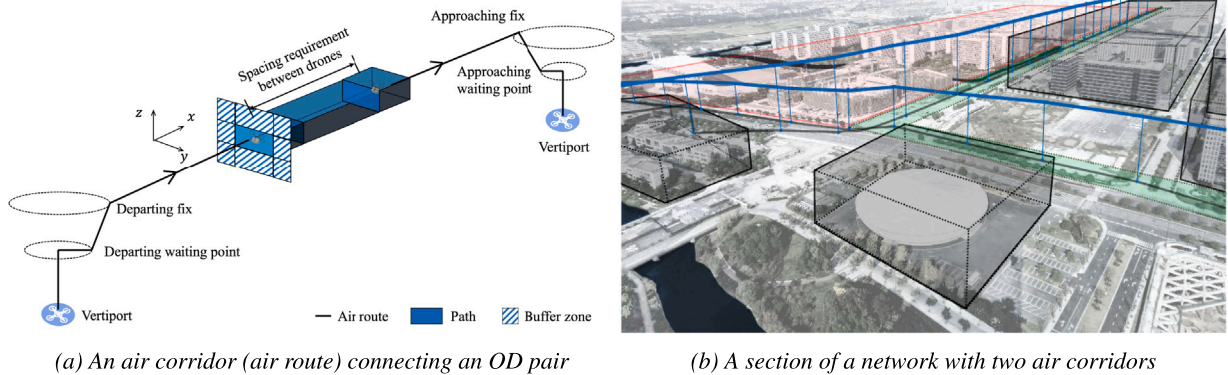 Approaching fix
Spacing requirement
between drones
Approaching
waiting point
z
x
y
Vertiport
Departing fix
Departing waiting point
Vertiport
Air route
Path
Buffer zone
(a) An air corridor (air route) connecting an OD pair
(b) A section of a network with two air corridors